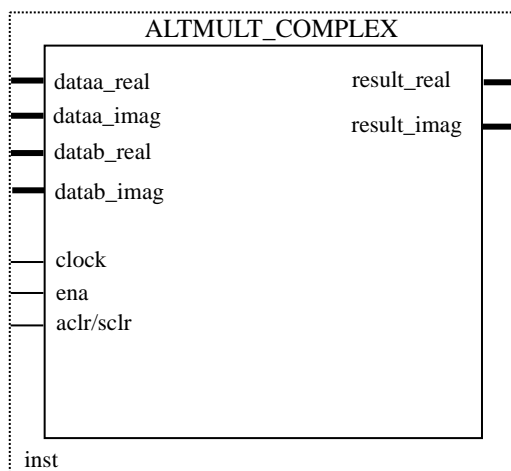 ALTMULT_COMPLEX
dataa_real
result_real
dataa_imag
result_imag
datab_real
datab_imag
clock
ena
aclr/sclr
inst